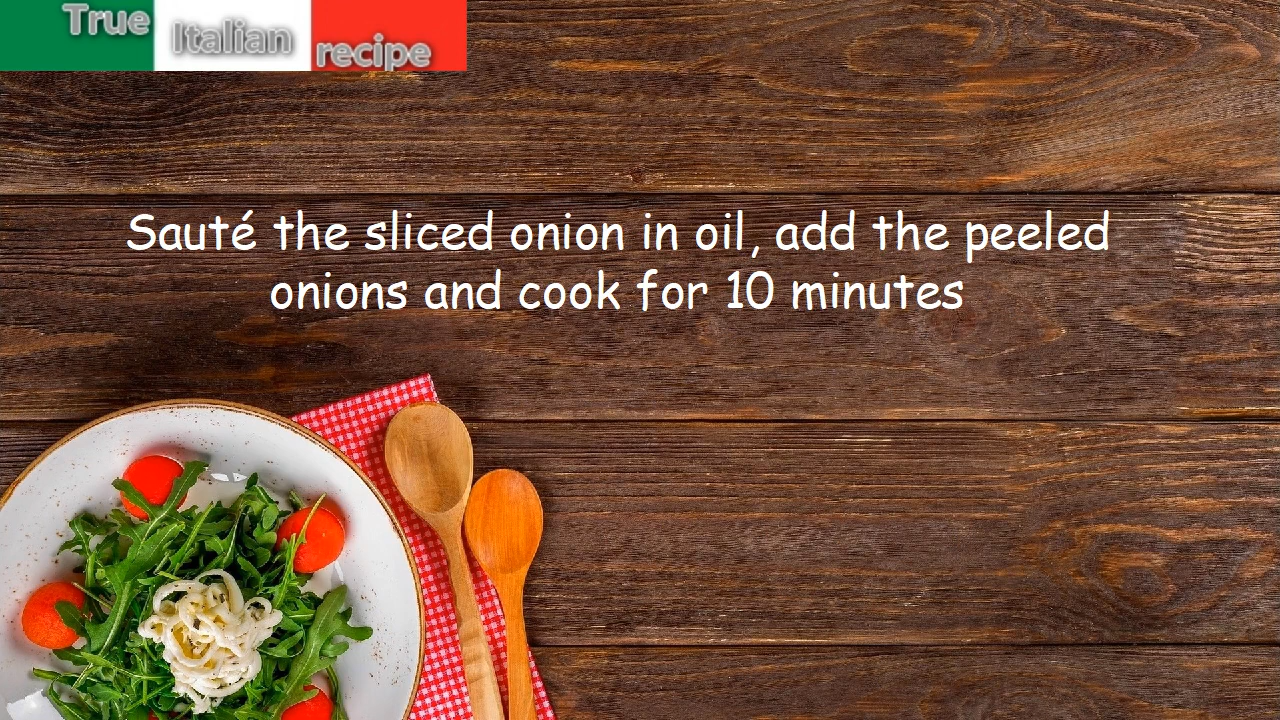 True Italian recipe
Sauté the sliced onion in oil, add the peeled
onions and cook for 10 minutes